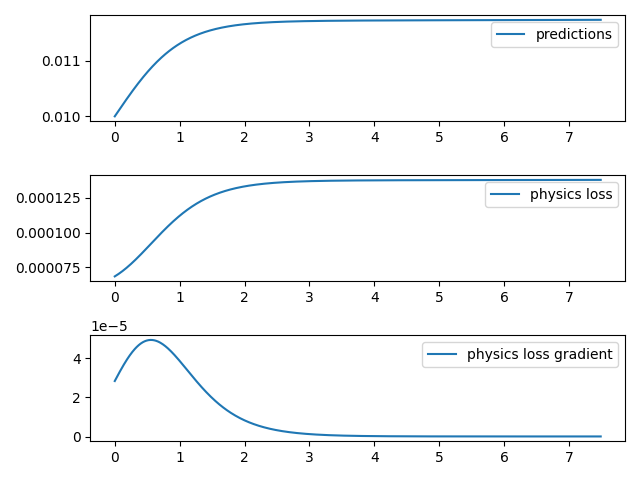 predictions
0.011
0.010
0 1 2 3 4 5 6 7
physics loss
0.000125
0.000100
0.000075
0 1 2 3 4 5 6 7
1e−5
physics loss gradient
4
2
0
0 1 2 3 4 5 6 7